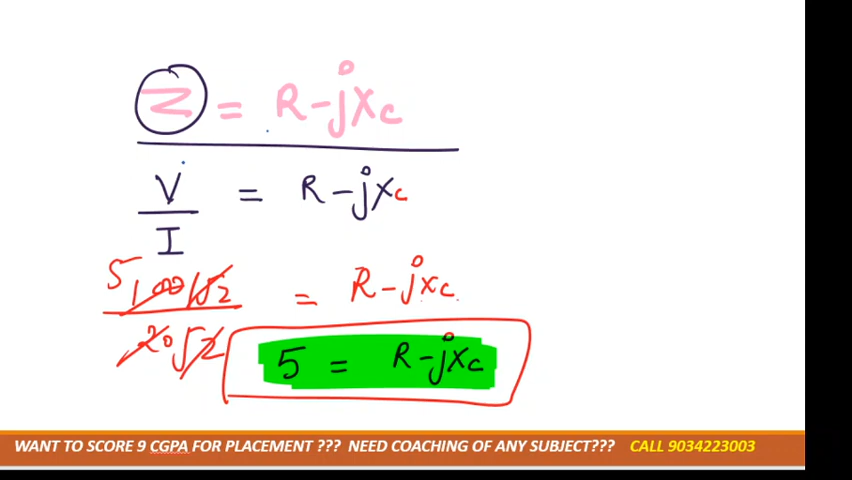 Z = R-jXc
V/I = R-jXc
5 100/√2 / 20/√2 = R-jXc
5 = R-jXc
WANT TO SCORE 9 CGPA FOR PLACEMENT ??? NEED COACHING OF ANY SUBJECT??? CALL 9034223003